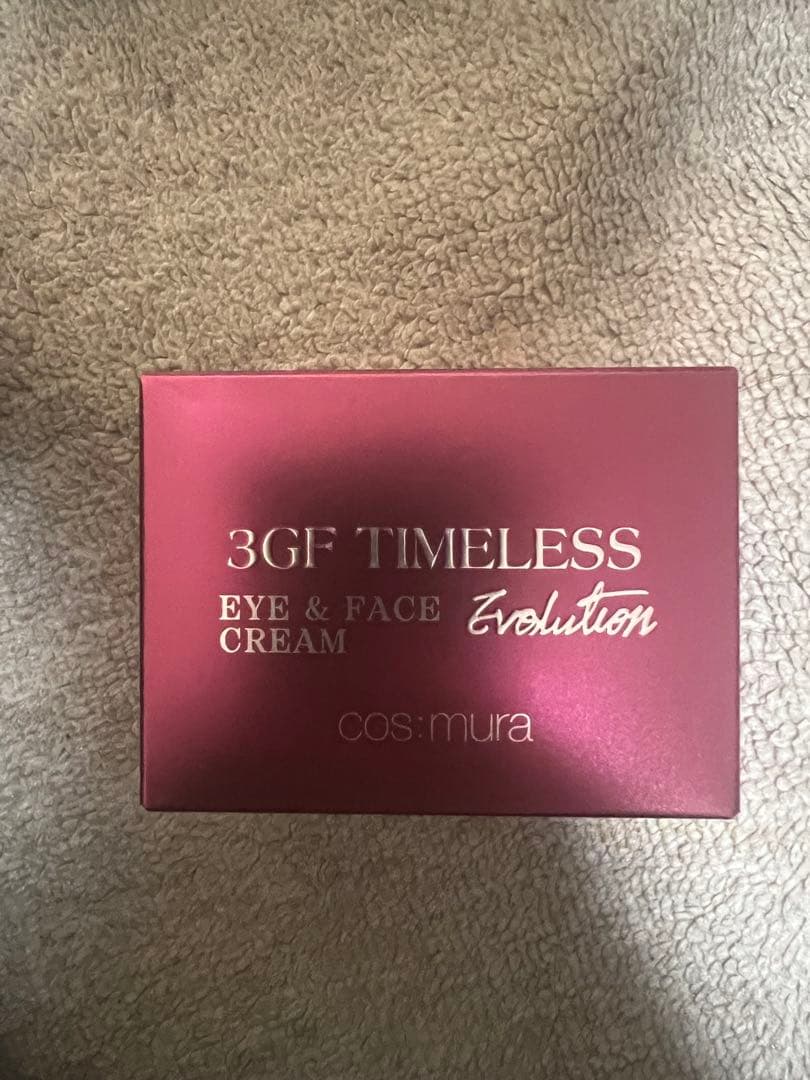 3GF TIMELESS
EYE & FACE Evolution
CREAM
cos:mura